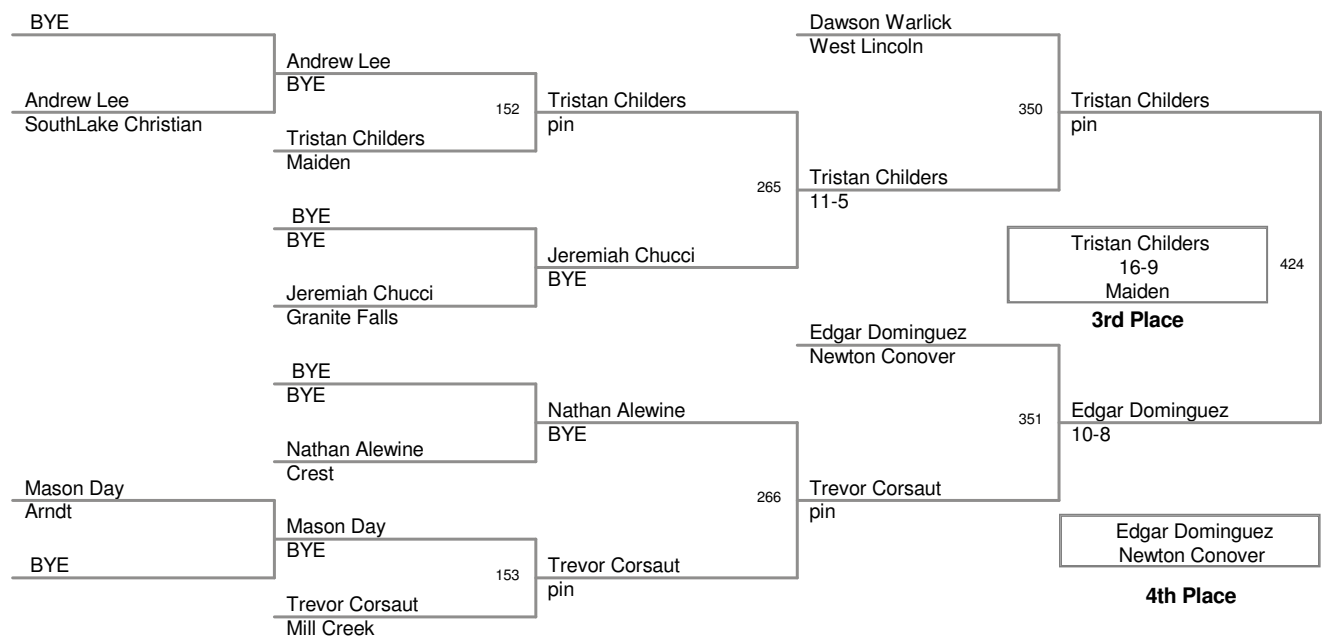 BYE
Andrew Lee
SouthLake Christian
Mason Day
Arndt
BYE
Andrew Lee
BYE
152
Tristan Childers
Maiden
BYE
BYE
Jeremiah Chucci
Granite Falls
BYE
BYE
Nathan Alewine
Crest
Mason Day
BYE
153
Trevor Corsaut
Mill Creek
Tristan Childers
pin
265
Jeremiah Chucci
BYE
Nathan Alewine
BYE
266
Trevor Corsaut
pin
Dawson Warlick
West Lincoln
350
Tristan Childers
11-5
Edgar Dominguez
Newton Conover
351
Trevor Corsaut
pin
Tristan Childers
pin
Tristan Childers
16-9
Maiden
424
3rd Place
Edgar Dominguez
10-8
Edgar Dominguez
Newton Conover
4th Place